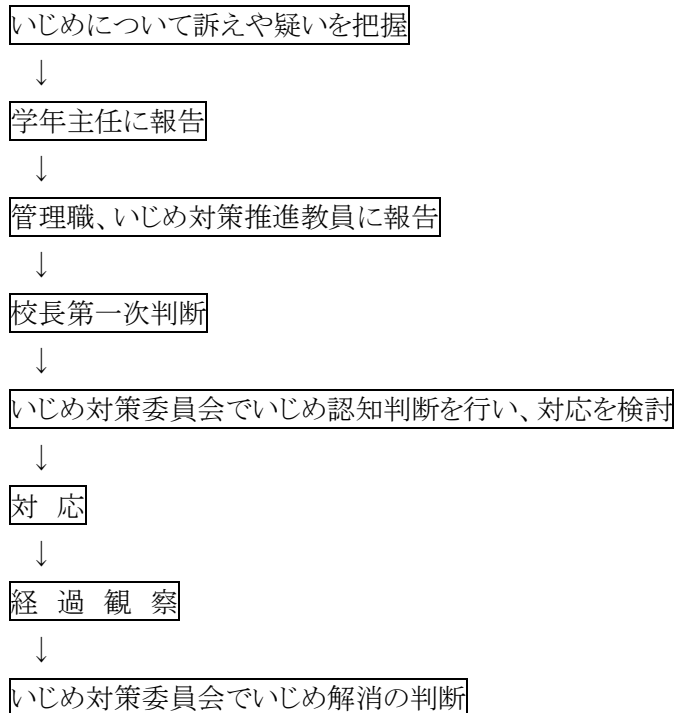 いじめについて訴えや疑いを把握
↓
学年主任に報告
↓
管理職、いじめ対策推進教員に報告
↓
校長第一次判断
↓
いじめ対策委員会でいじめ認知判断を行い、対応を検討
↓
対 応
↓
経 過 観 察
↓
いじめ対策委員会でいじめ解消の判断